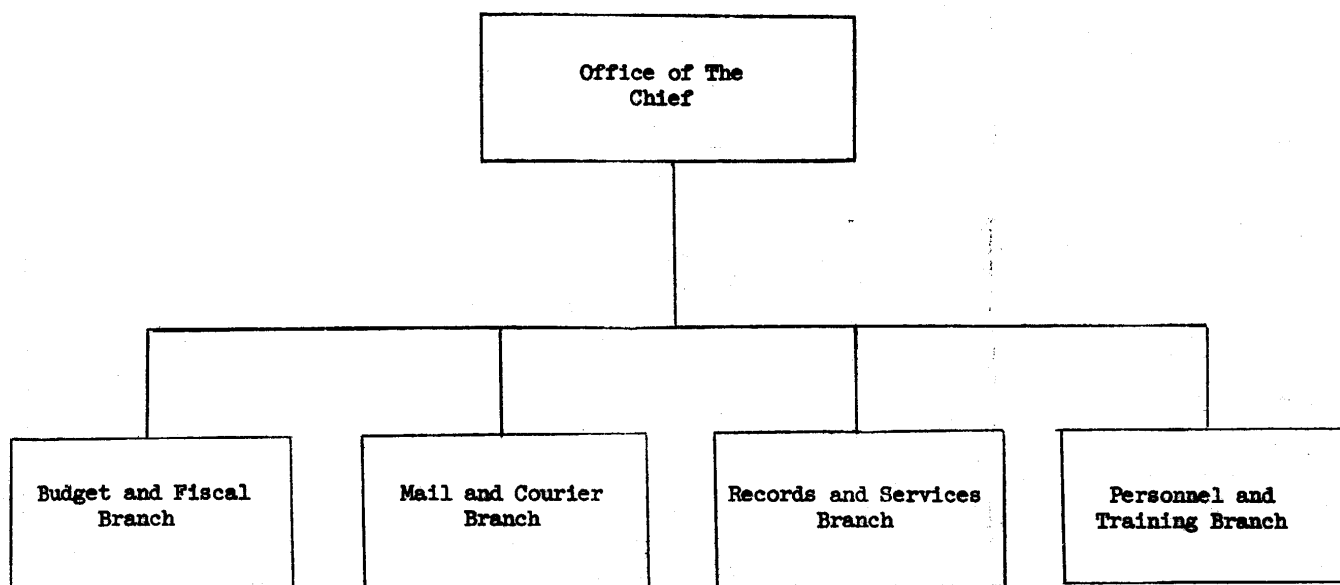 Office of The
Chief
Budget and Fiscal
Branch
Mail and Courier
Branch
Records and Services
Branch
Personnel and
Training Branch